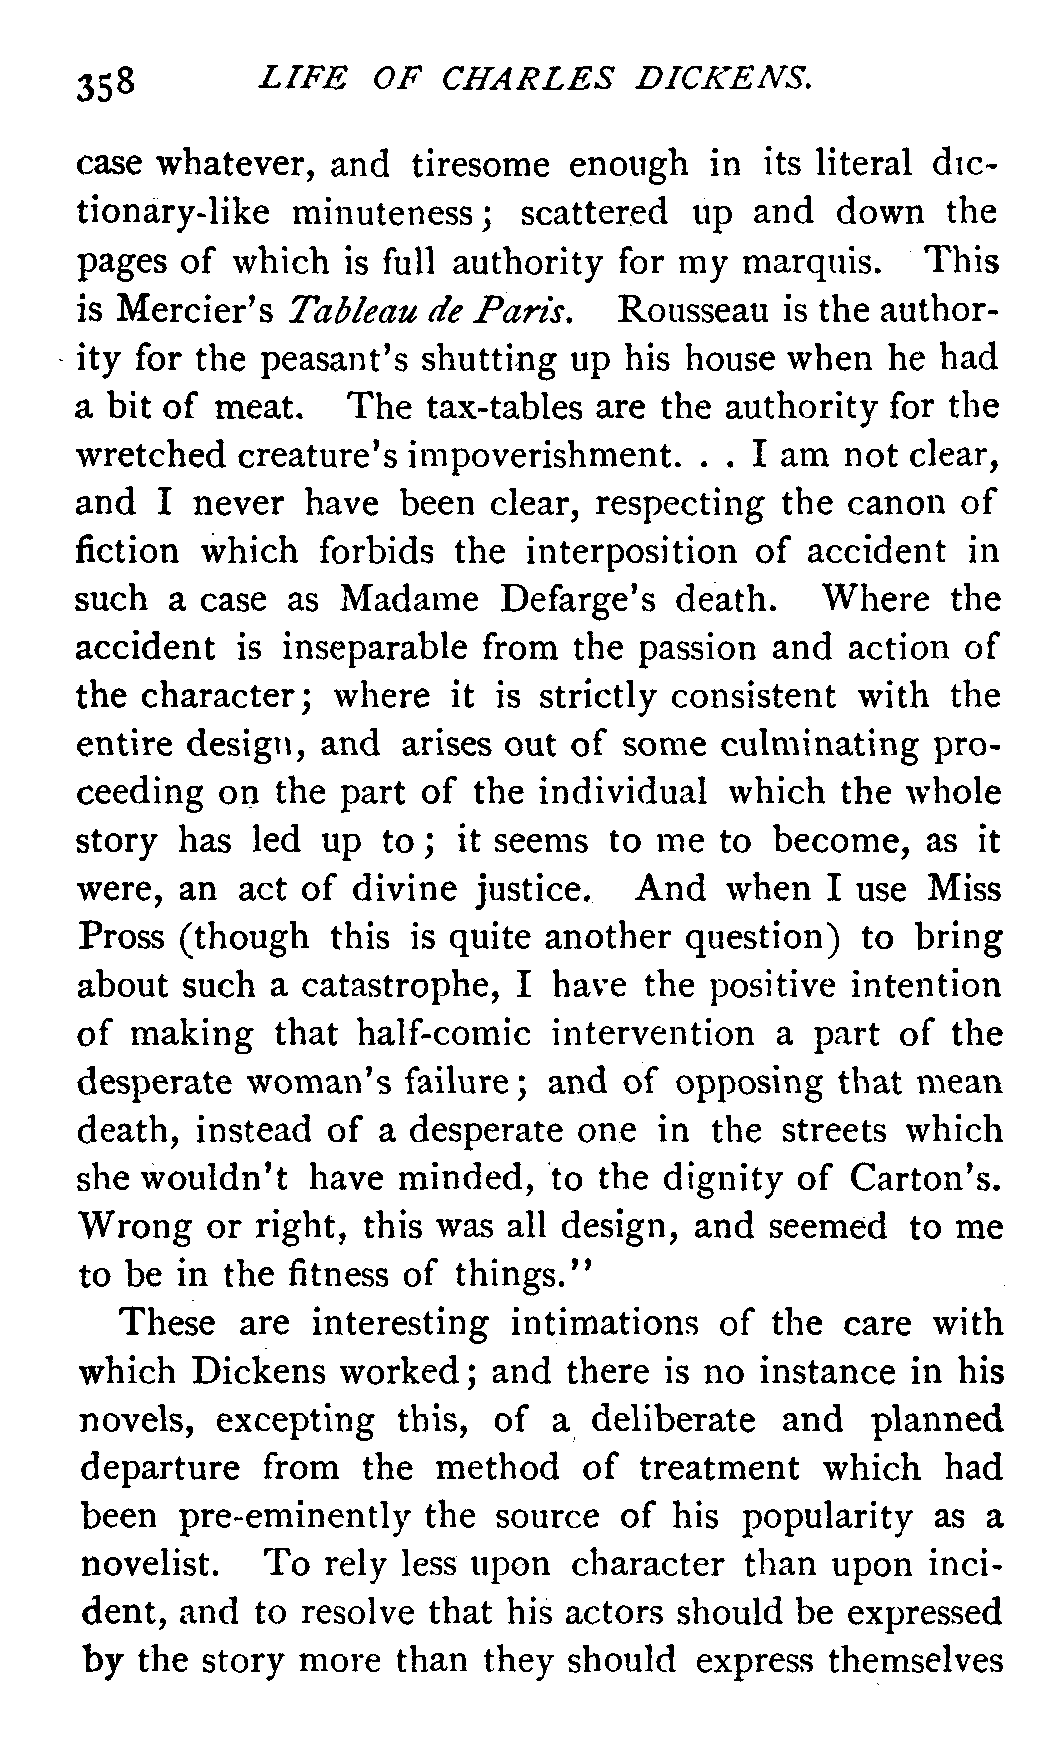 358 LIFE OF CHARLES DICKENS.
case whatever, and tiresome enough in its literal dic-
tionary-like minuteness; scattered up and down the
pages of which is full authority for my marquis. This
is Mercier's Tableau de Paris. Rousseau is the author-
ity for the peasant's shutting up his house when he had
a bit of meat. The tax-tables are the authority for the
wretched creature's impoverishment. . . I am not clear,
and I never have been clear, respecting the canon of
fiction which forbids the interposition of accident in
such a case as Madame Defarge's death. Where the
accident is inseparable from the passion and action of
the character; where it is strictly consistent with the
entire design, and arises out of some culminating pro-
ceeding on the part of the individual which the whole
story has led up to; it seems to me to become, as it
were, an act of divine justice. And when I use Miss
Pross (though this is quite another question) to bring
about such a catastrophe, I have the positive intention
of making that half-comic intervention a part of the
desperate woman's failure; and of opposing that mean
death, instead of a desperate one in the streets which
she wouldn't have minded, to the dignity of Carton's.
Wrong or right, this was all design, and seemed to me
to be in the fitness of things."
These are interesting intimations of the care with
which Dickens worked; and there is no instance in his
novels, excepting this, of a deliberate and planned
departure from the method of treatment which had
been pre-eminently the source of his popularity as a
novelist. To rely less upon character than upon inci-
dent, and to resolve that his actors should be expressed
by the story more than they should express themselves